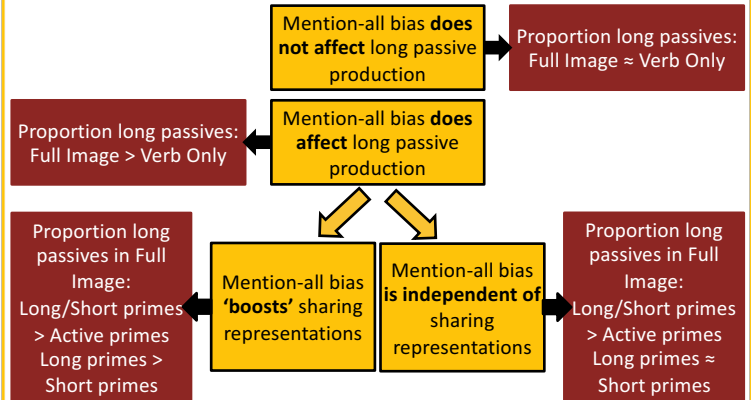 Mention-all bias does
not affect long passive
production
Proportion long passives:
Full Image ≈ Verb Only
Proportion long passives:
Full Image > Verb Only
Mention-all bias does
affect long passive
production
Proportion long
passives in Full
Image:
Long/Short primes
> Active primes
Long primes >
Short primes
Mention-all bias
‘boosts’ sharing
representations
Mention-all bias
is independent of
sharing
representations
Proportion long
passives in Full
Image:
Long/Short primes
> Active primes
Long primes ≈
Short primes